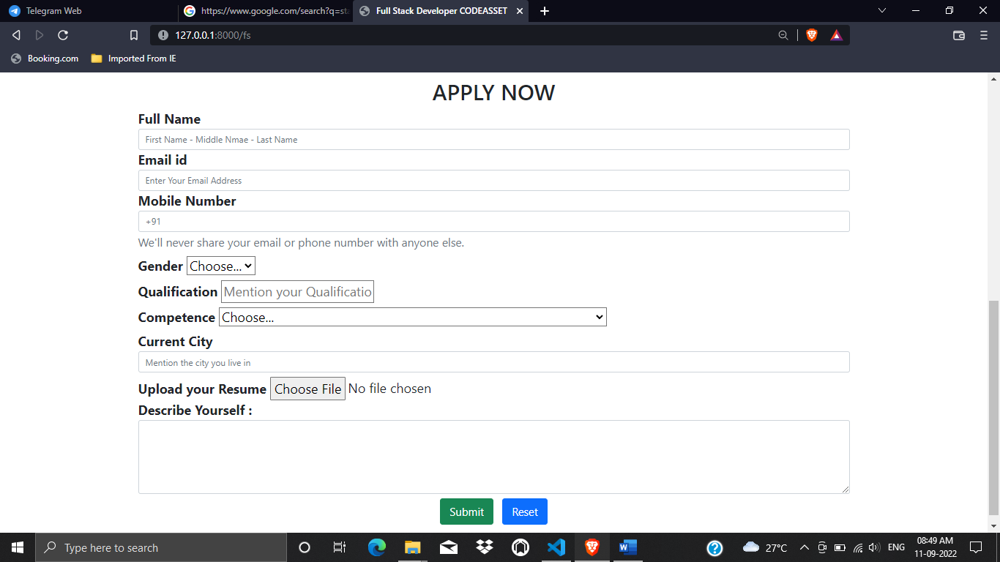 Telegram Web
https://www.google.com/search?q=sta
Full Stack Developer CODEASSET
127.0.0.1:8000/fs
Booking.com
Imported From IE
APPLY NOW
Full Name
First Name - Middle Nmae - Last Name
Email id
Enter Your Email Address
Mobile Number
+91
We'll never share your email or phone number with anyone else.
Gender Choose...
Qualification Mention your Qualificatio
Competence Choose...
Current City
Mention the city you live in
Upload your Resume Choose File No file chosen
Describe Yourself :
Submit Reset
Type here to search
27°C
ENG
08:49 AM
11-09-2022